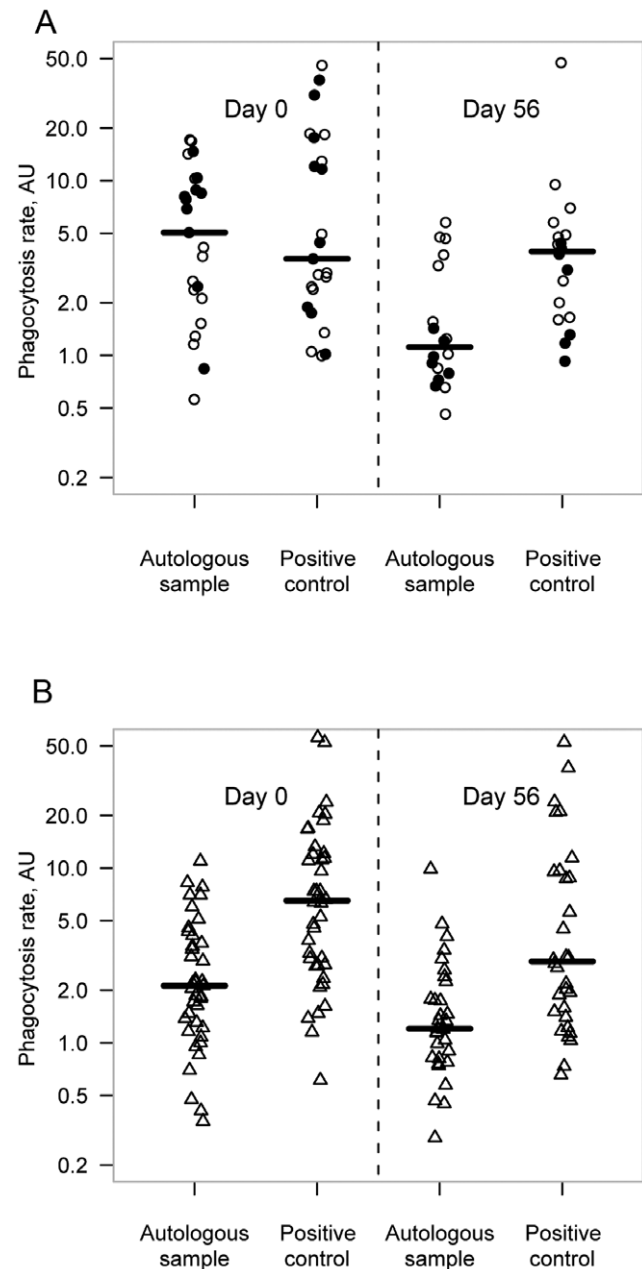 A
Phagocytosis rate, AU
50.0
20.0
10.0
5.0
2.0
1.0
0.5
0.2
Day 0
Day 56
Autologous
sample
Positive
control
Autologous
sample
Positive
control
B
Phagocytosis rate, AU
50.0
20.0
10.0
5.0
2.0
1.0
0.5
0.2
Day 0
Day 56
Autologous
sample
Positive
control
Autologous
sample
Positive
control